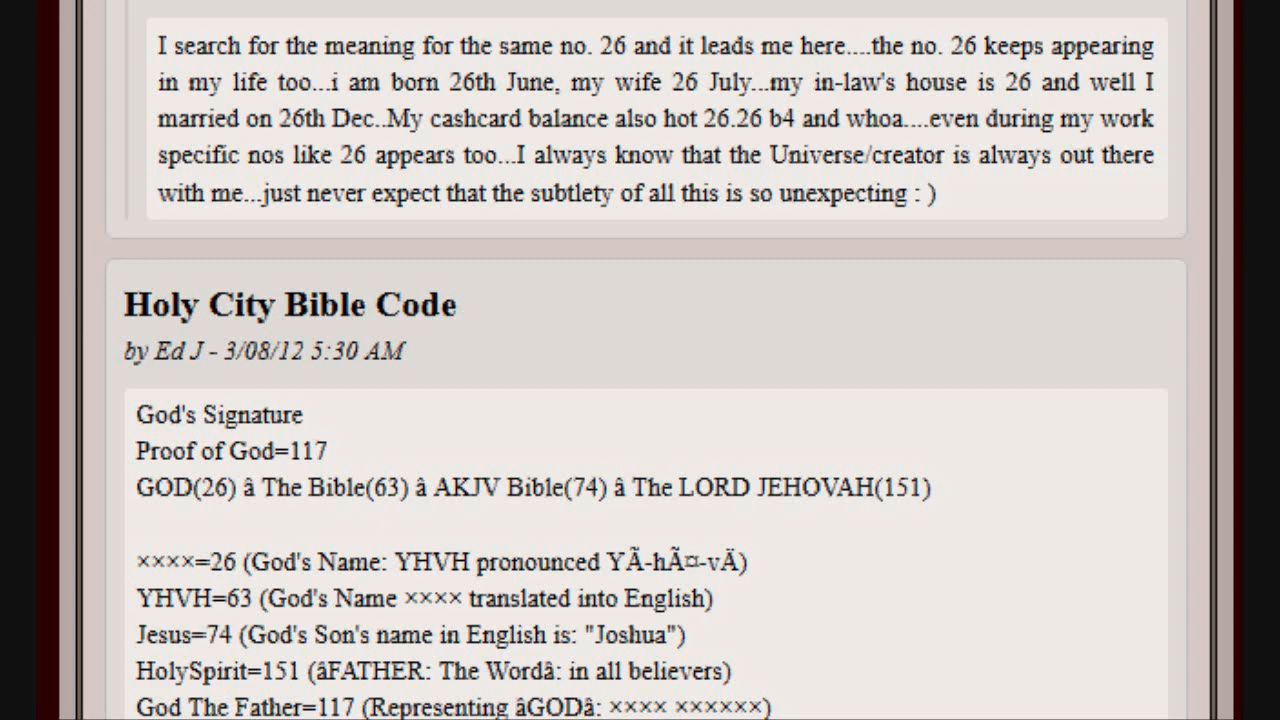 I search for the meaning for the same no. 26 and it leads me here....the no. 26 keeps appearing
in my life too...i am born 26th June, my wife 26 July...my in-law's house is 26 and well I
married on 26th Dec..My cashcard balance also hot 26.26 b4 and whoa....even during my work
specific nos like 26 appears too...I always know that the Universe/creator is always out there
with me...just never expect that the subtlety of all this is so unexpecting : )
Holy City Bible Code
by Ed J - 3/08/12 5:30 AM
God's Signature
Proof of God=117
GOD(26) â The Bible(63) â AKJV Bible(74) â The LORD JEHOVAH(151)
××××=26 (God's Name: YHVH pronounced YÃ-hÃ¤-vÄ)
YHVH=63 (God's Name ×××× translated into English)
Jesus=74 (God's Son's name in English is: "Joshua")
HolySpirit=151 (âFATHER: The Wordâ: in all believers)
God The Father=117 (Representing âGODâ: ×××× ××××××)